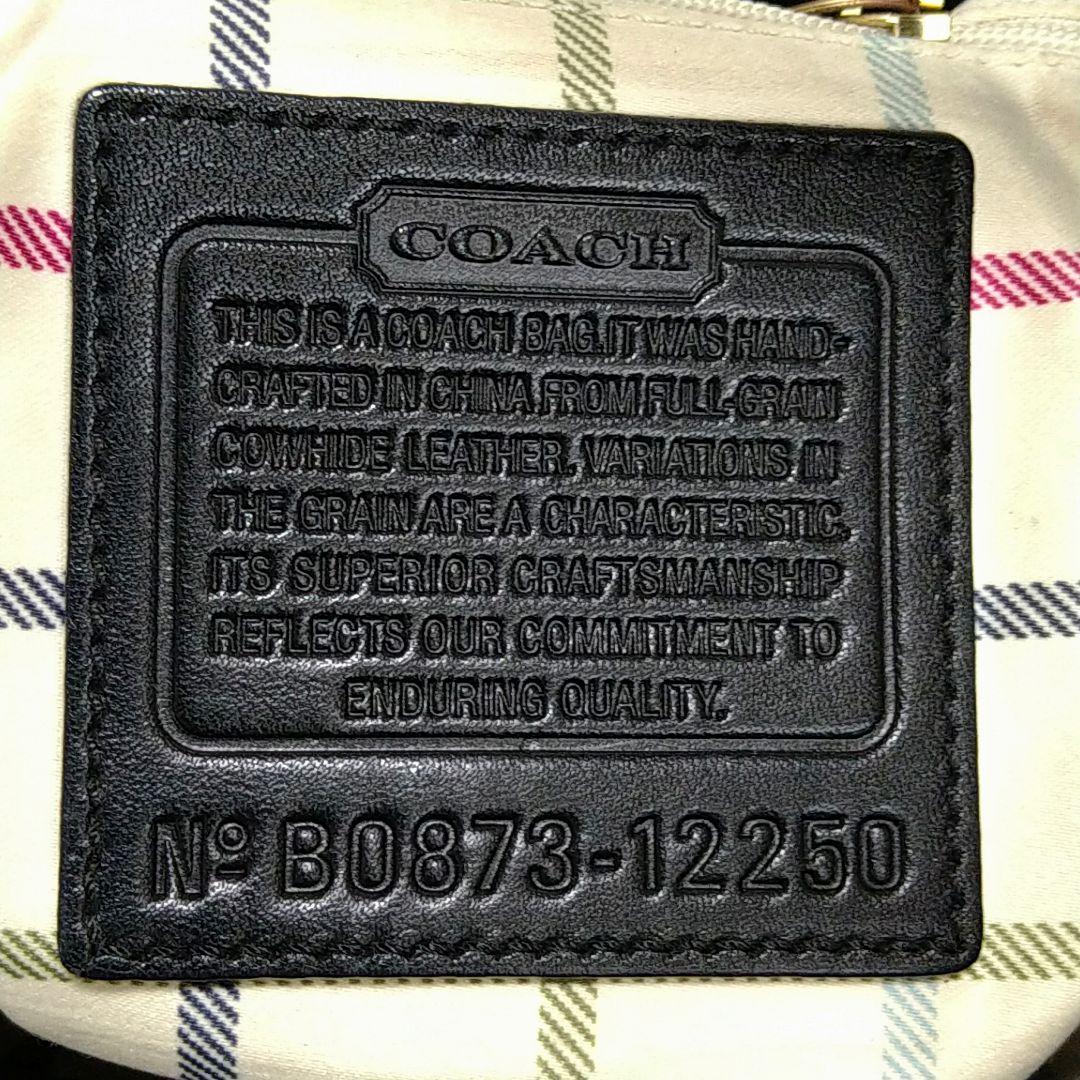 COACH
THIS IS A COACH BAG.IT WAS HAND-
CRAFTED IN CHINA FROM FULL-GRAIN
COWHIDE LEATHER. VARIATIONS IN
THE GRAIN ARE A CHARACTERISTIC.
ITS SUPERIOR CRAFTSMANSHIP
REFLECTS OUR COMMITMENT TO
ENDURING QUALITY.
Nº B0873-12250